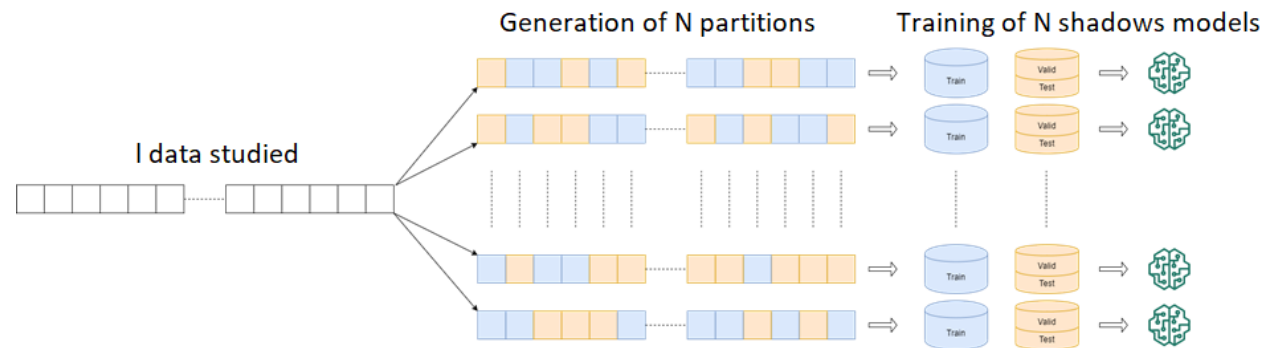 Generation of N partitions
Training of N shadows models
l data studied
Train
Valid
Test
Train
Valid
Test
Train
Valid
Test
Train
Valid
Test